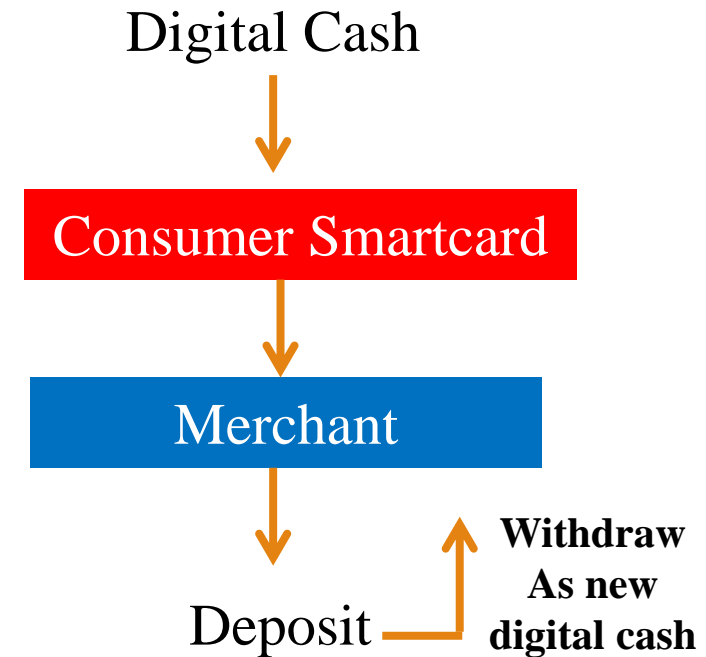 Digital Cash
Consumer Smartcard
Merchant
Withdraw
As new
digital cash
Deposit